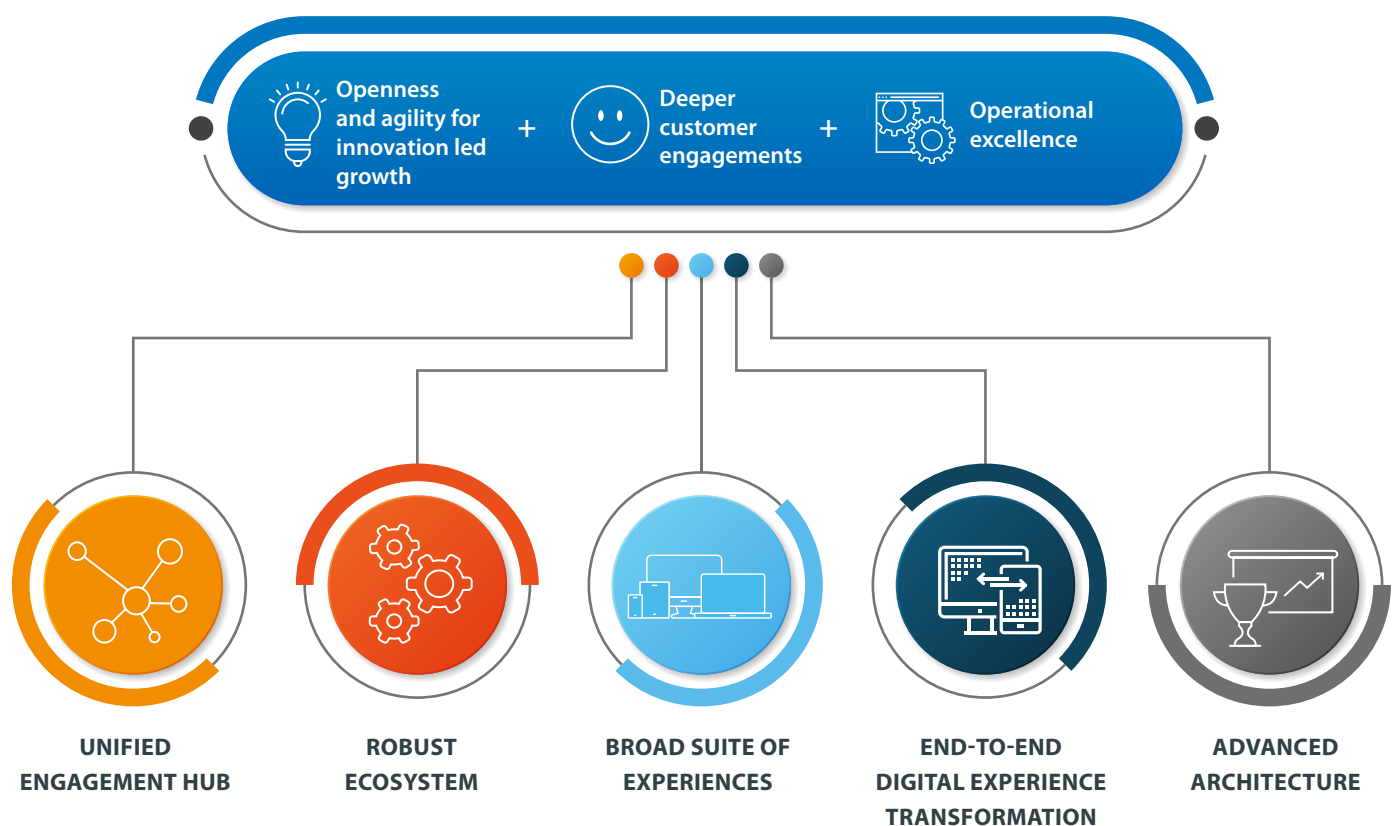 Openness
and agility for
innovation led
growth
+
Deeper
customer
engagements
+
Operational
excellence
UNIFIED
ENGAGEMENT HUB
ROBUST
ECOSYSTEM
BROAD SUITE OF
EXPERIENCES
END-TO-END
DIGITAL EXPERIENCE
TRANSFORMATION
ADVANCED
ARCHITECTURE